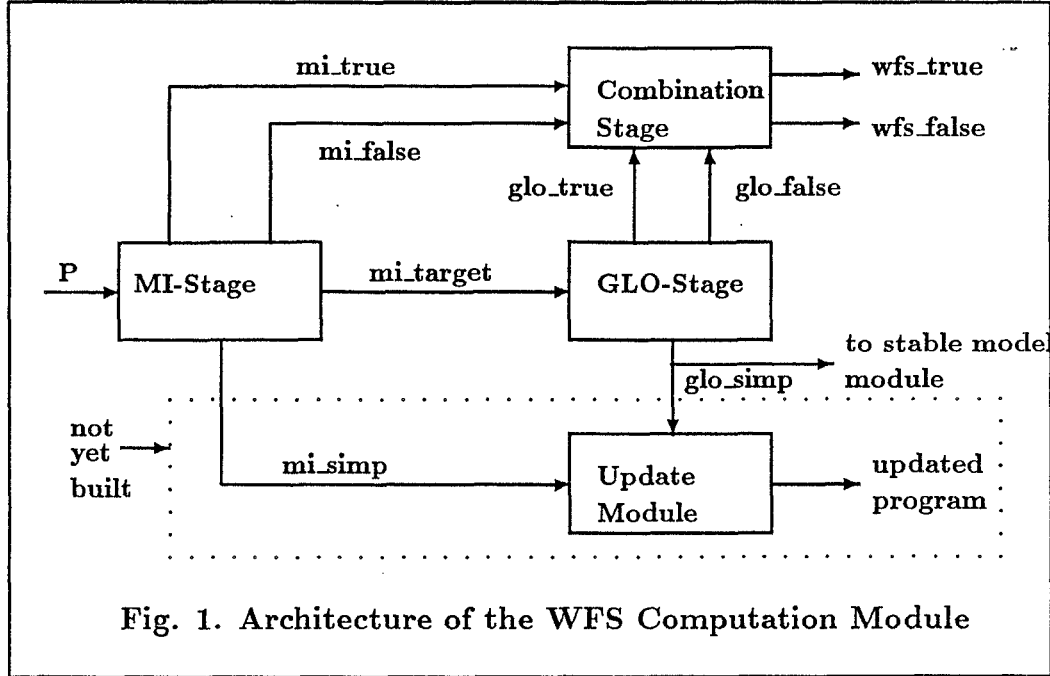 mi_true
Combination
Stage
wfs_true
wfs_false
mi_false
glo_true
glo_false
P
MI-Stage
mi_target
GLO-Stage
to stable model
module
glo_simp
not
yet
built
mi_simp
Update
Module
updated
program
Fig. 1. Architecture of the WFS Computation Module